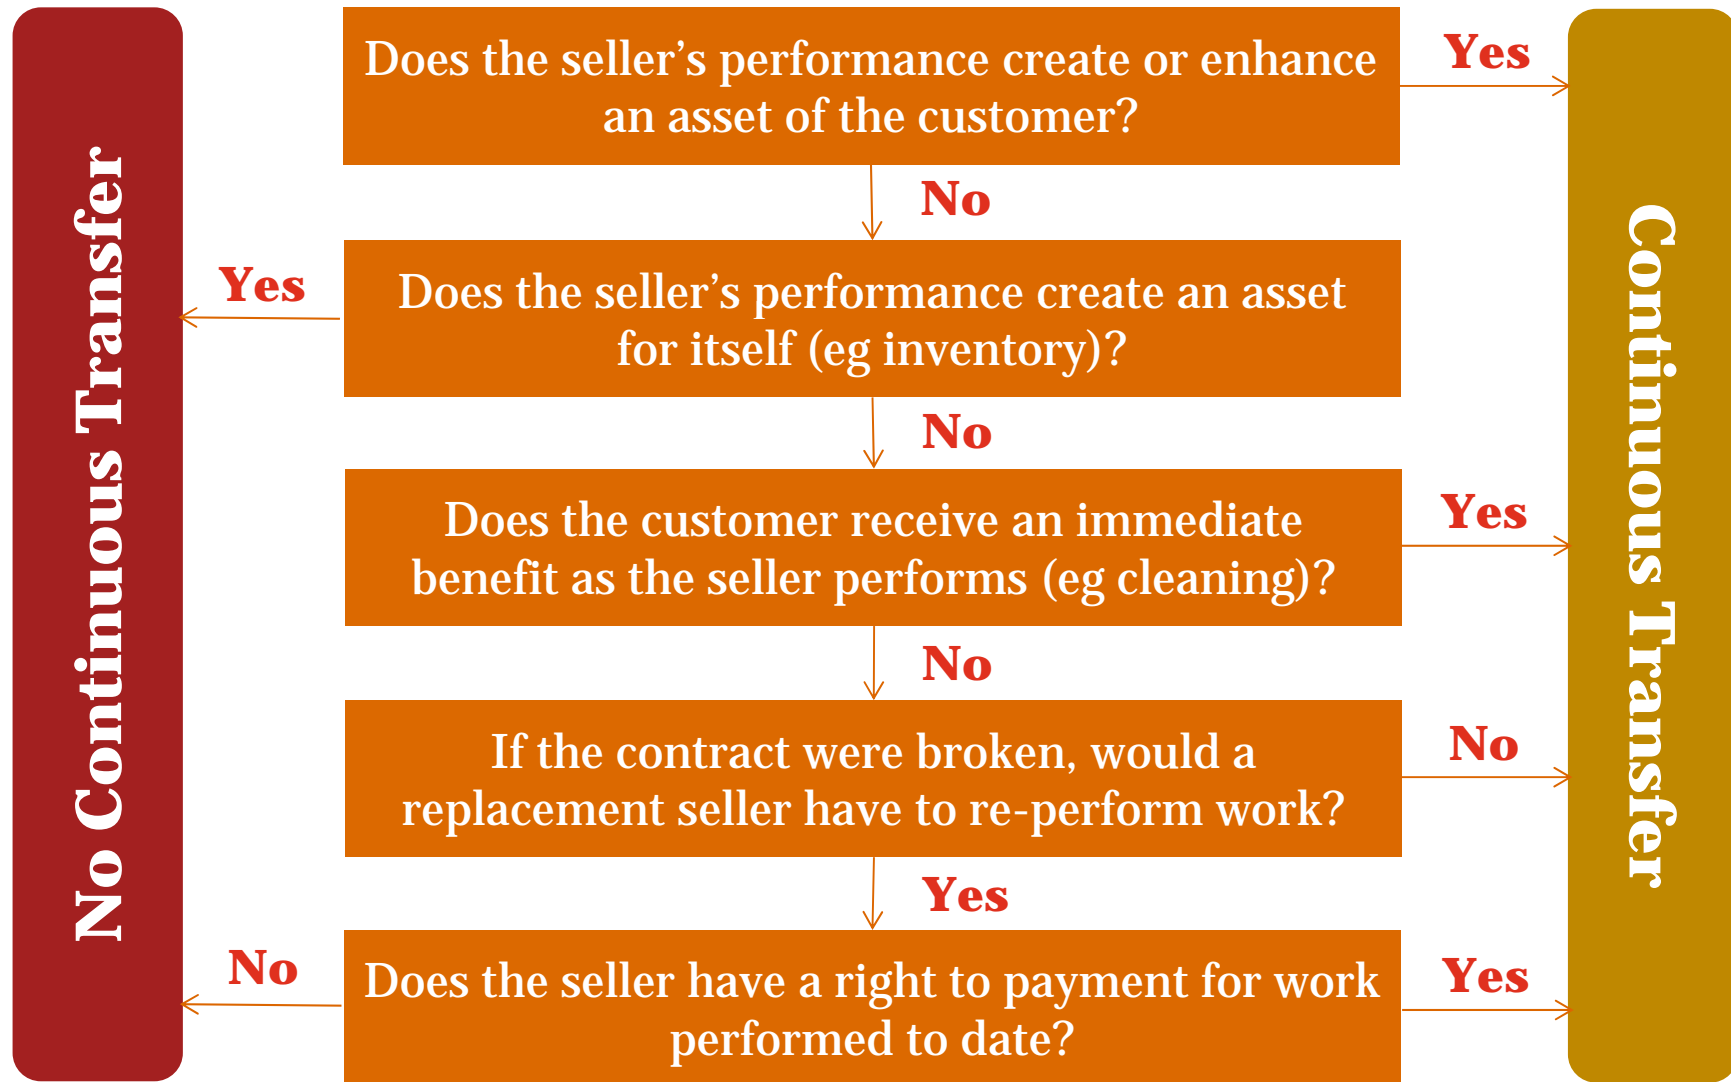 No Continuous Transfer
Does the seller’s performance create or enhance
an asset of the customer?
Yes
No
Does the seller’s performance create an asset
for itself (eg inventory)?
Yes
No
Does the customer receive an immediate
benefit as the seller performs (eg cleaning)?
Yes
No
If the contract were broken, would a
replacement seller have to re-perform work?
No
Yes
Does the seller have a right to payment for work
performed to date?
No
Yes
Continuous Transfer